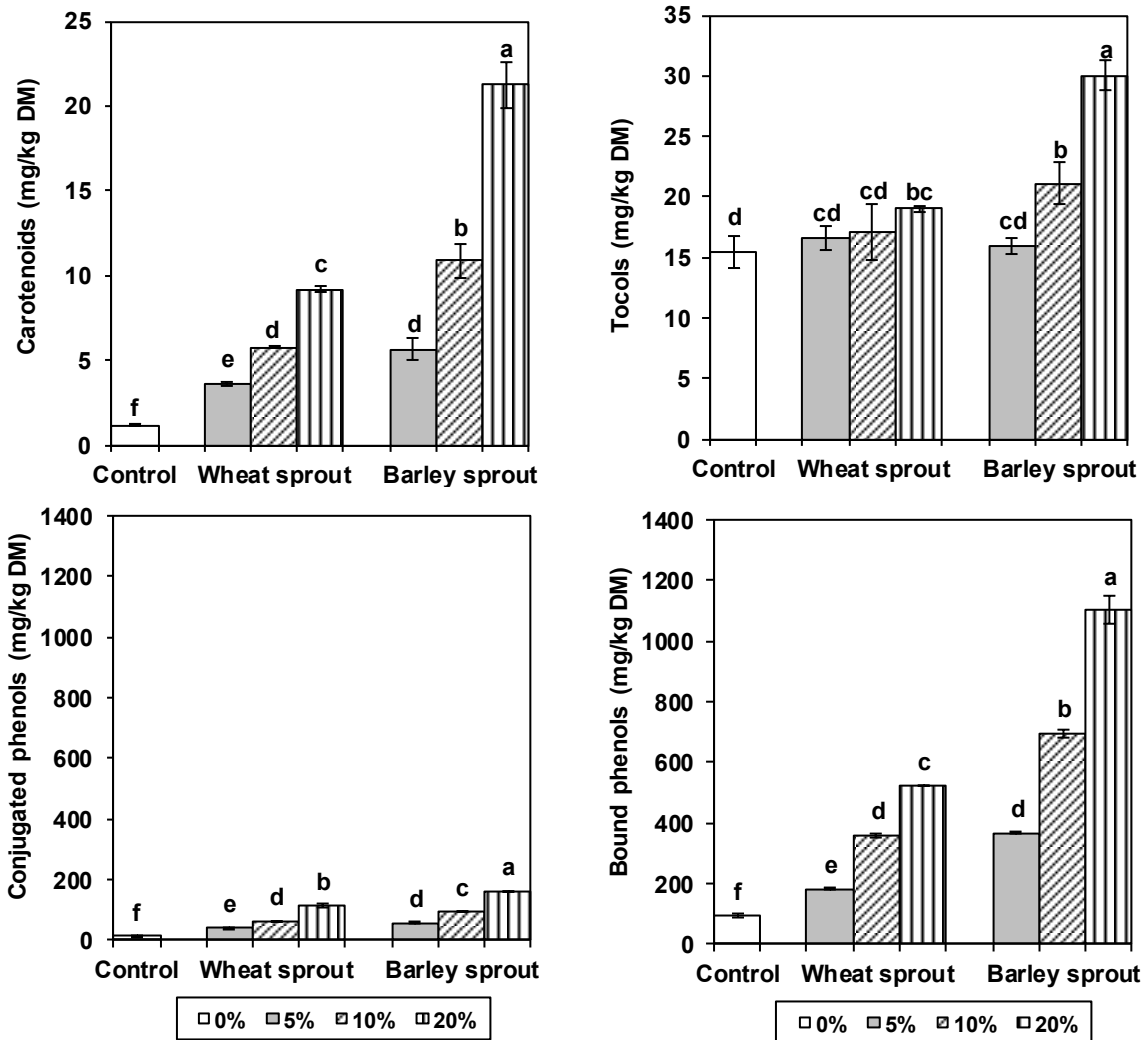 Carotenoids (mg/kg DM)
25
20
15
10
5
0
f
e
d
c
d
b
a
Control Wheat sprout Barley sprout
Tocols (mg/kg DM)
35
30
25
20
15
10
5
0
d
cd
cd
bc
cd
b
a
Control Wheat sprout Barley sprout
Conjugated phenols (mg/kg DM)
1400
1200
1000
800
600
400
200
0
f
e
d
b
d
c
a
Control Wheat sprout Barley sprout
0% 5% 10% 20%
Bound phenols (mg/kg DM)
1400
1200
1000
800
600
400
200
0
f
e
d
c
d
b
a
Control Wheat sprout Barley sprout
0% 5% 10% 20%